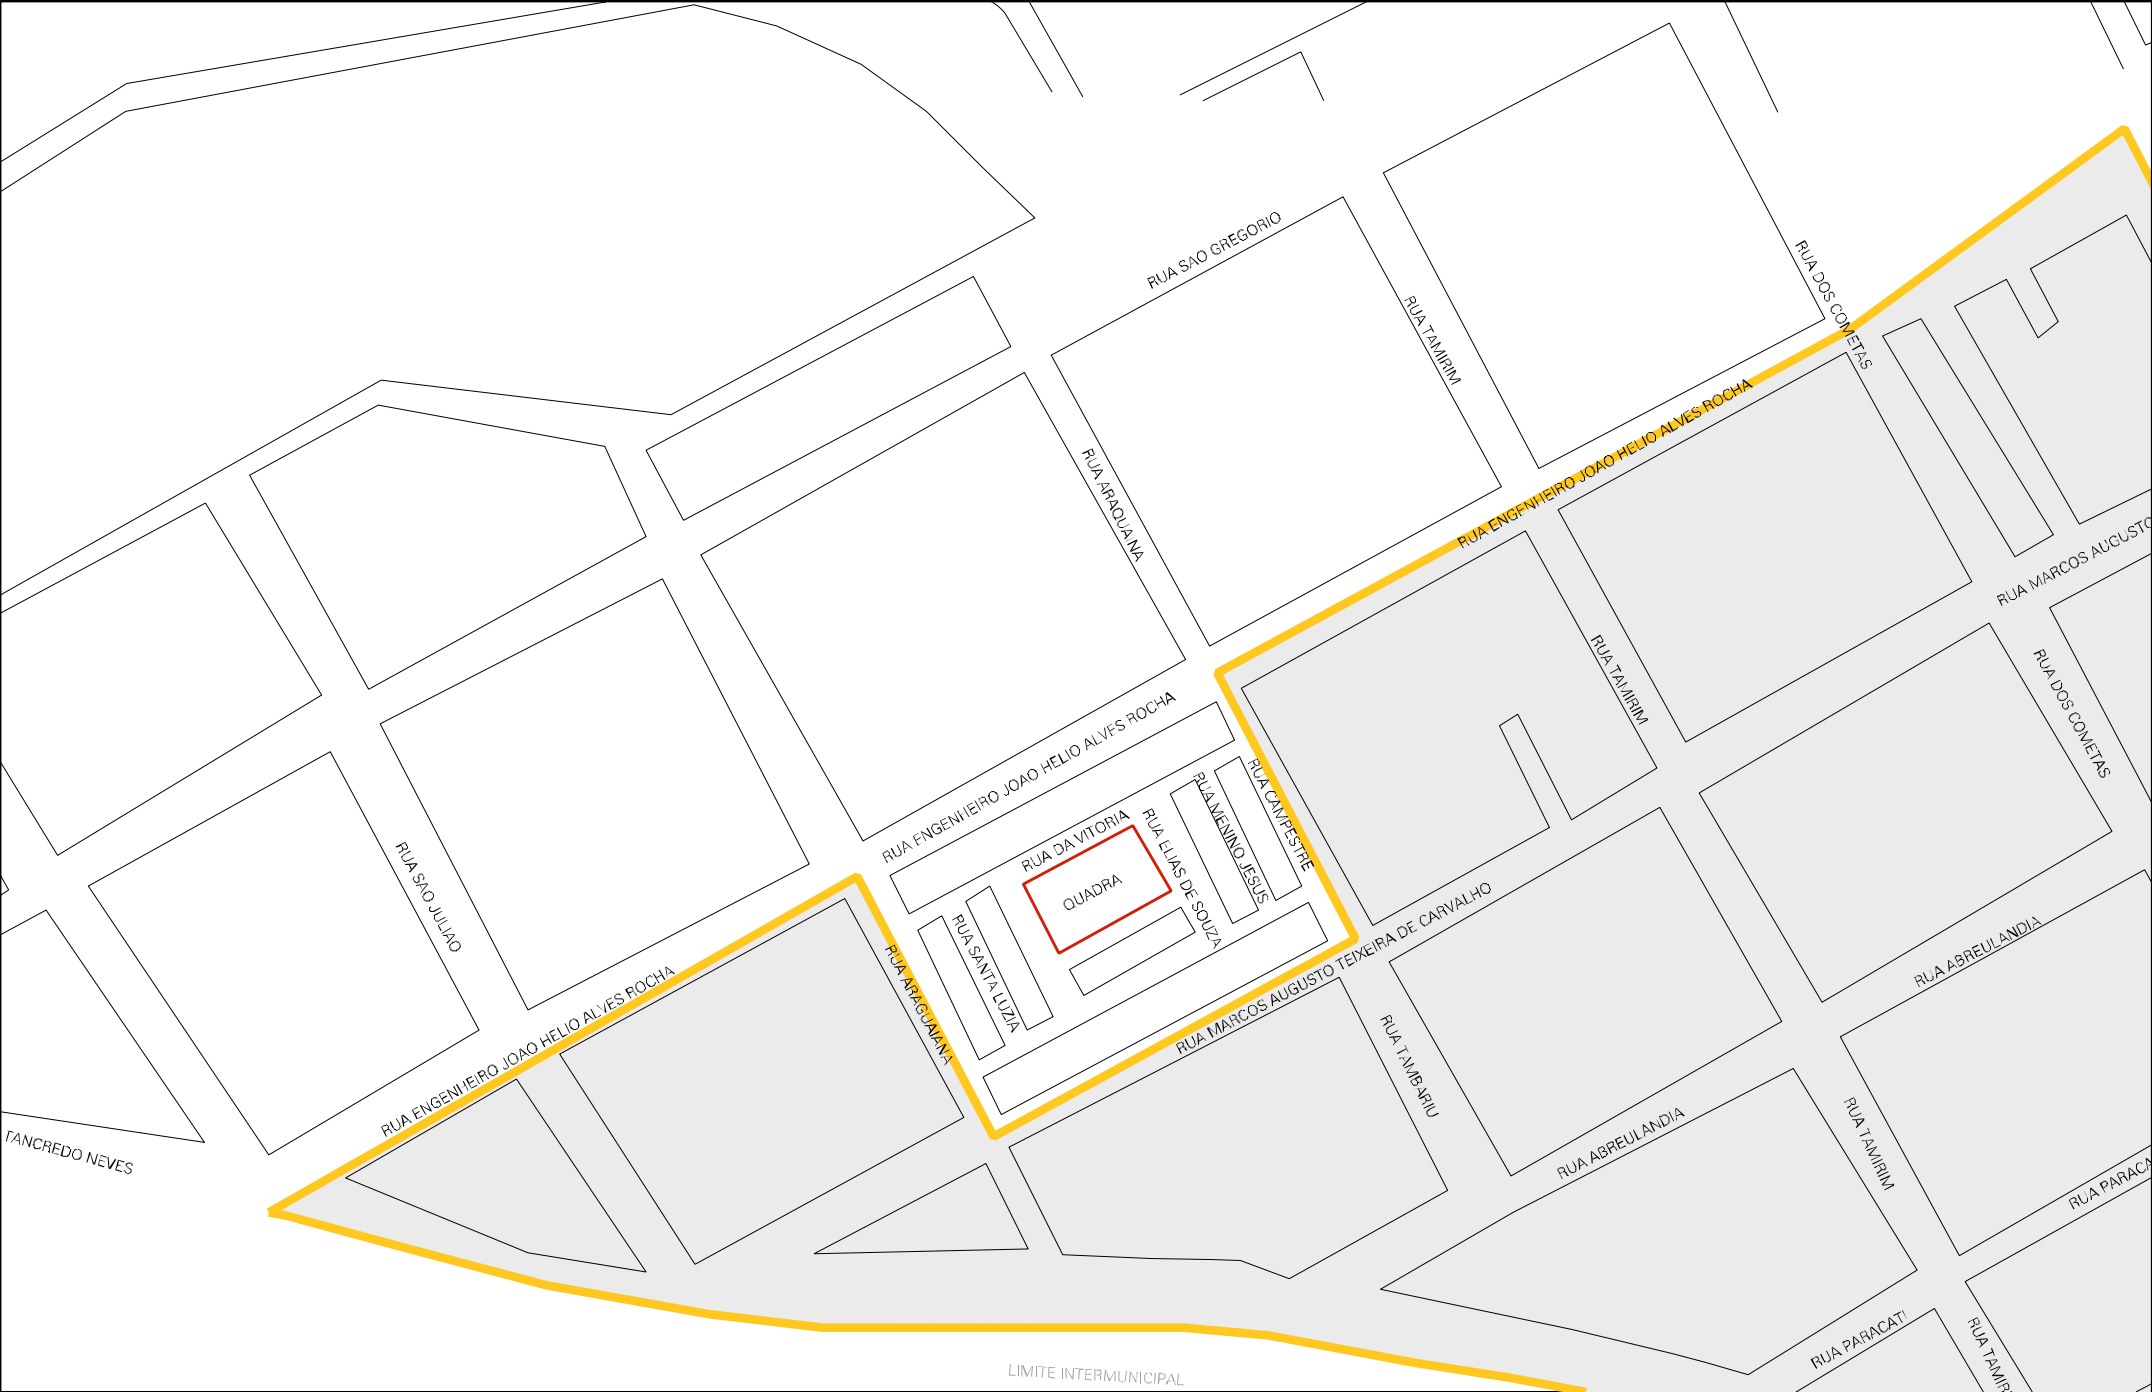 RUA SAO GREGORIO
RUA TAMIRIM
RUA DOS COMETAS
RUA ENGENHEIRO JOAO HELIO ALVES ROCHA
RUA ARAQUAINA
RUA MARCOS AUGUSTO
RUA TAMIRIM
RUA DOS COMETAS
RUA ENGENHEIRO JOAO HELIO ALVES ROCHA
RUA DA VITORIA
RUA ELIAS DE SOUZA
RUA MENINO JESUS
RUA CAMPESTRE
QUADRA
RUA SANTA LUZIA
RUA SAO JULIAO
RUA ARAGUAIANA
RUA MARCOS AUGUSTO TEIXEIRA DE CARVALHO
RUA ABREULANDIA
RUA ENGENHEIRO JOAO HELIO ALVES ROCHA
RUA TAMBARIU
TANCREDO NEVES
RUA ABREULANDIA
RUA TAMIRIM
RUA PARACA
RUA PARACATI
RUA TAMIR
LIMITE INTERMUNICIPAL